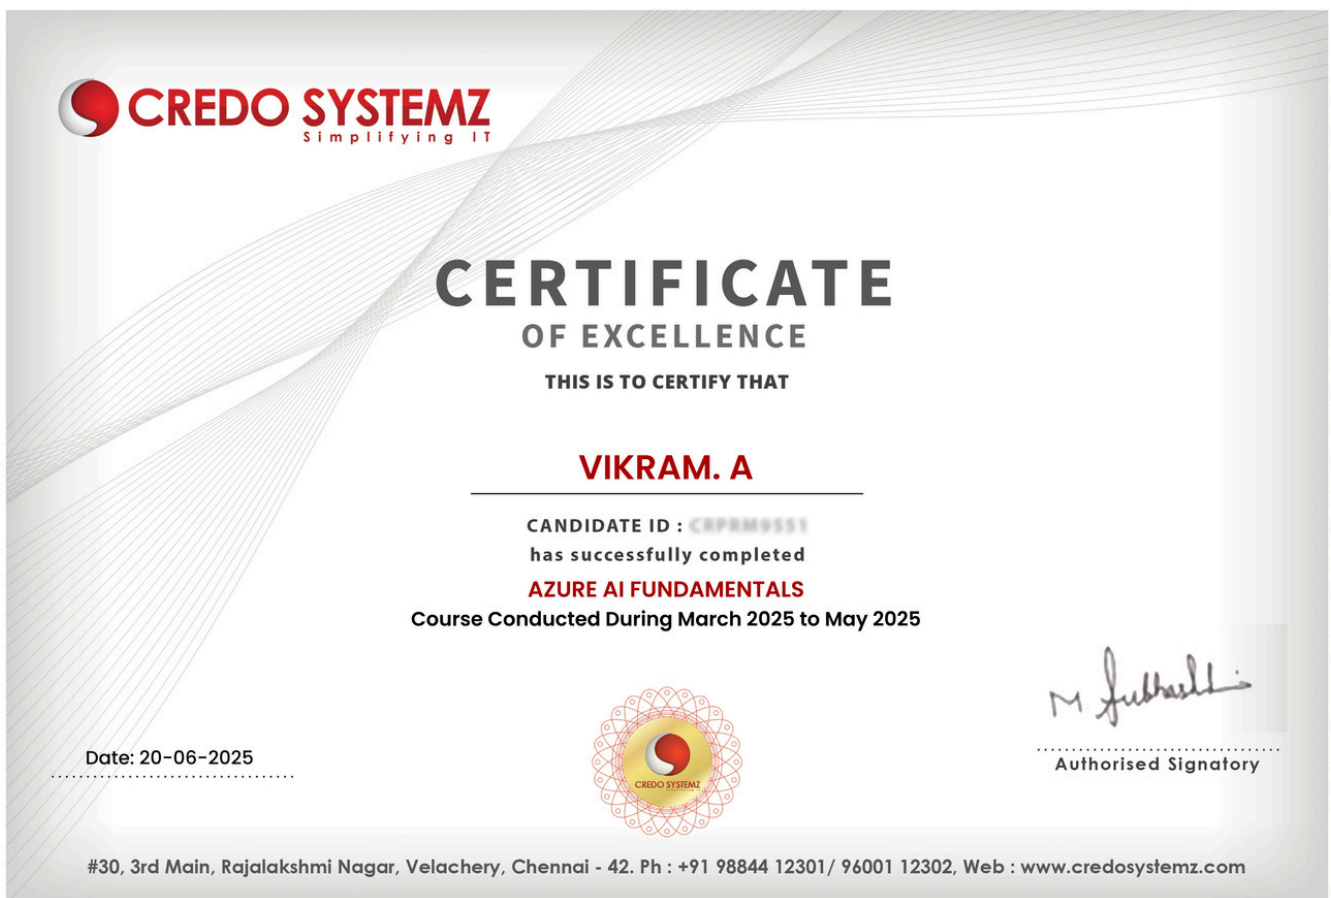 CREDO SYSTEMZ
Simplifying IT
CERTIFICATE
OF EXCELLENCE
THIS IS TO CERTIFY THAT
VIKRAM. A
CANDIDATE ID :
has successfully completed
AZURE AI FUNDAMENTALS
Course Conducted During March 2025 to May 2025
Date: 20-06-2025
CREDO SYSTEMZ
Authorised Signatory
#30, 3rd Main, Rajalakshmi Nagar, Velachery, Chennai - 42. Ph : +91 98844 12301/ 96001 12302, Web : www.credosystemz.com